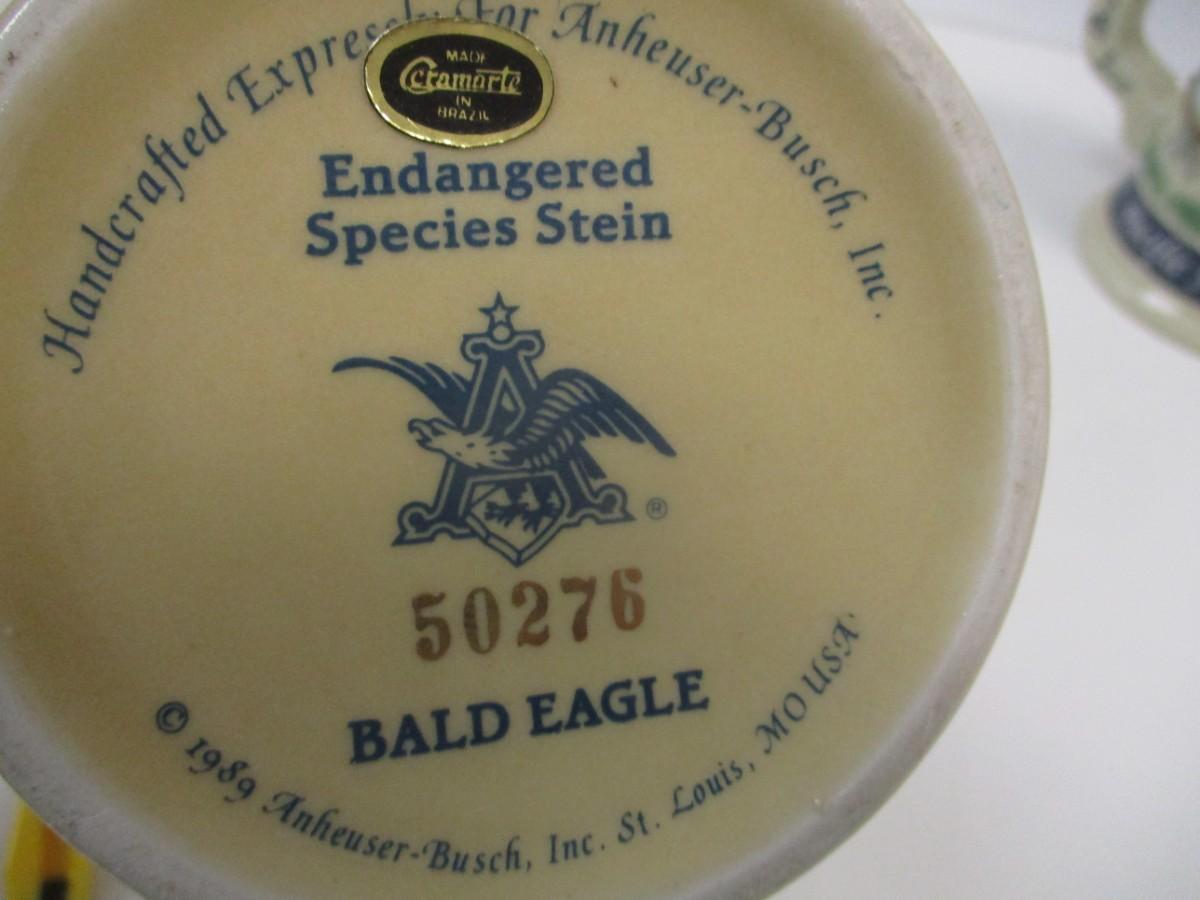 Handcrafted Expressly For Anheuser-Busch, Inc.
MADE
Ceramarte
IN
BRAZIL
Endangered
Species Stein
A
®
50276
BALD EAGLE
© 1989 Anheuser-Busch, Inc. St. Louis, MO USA